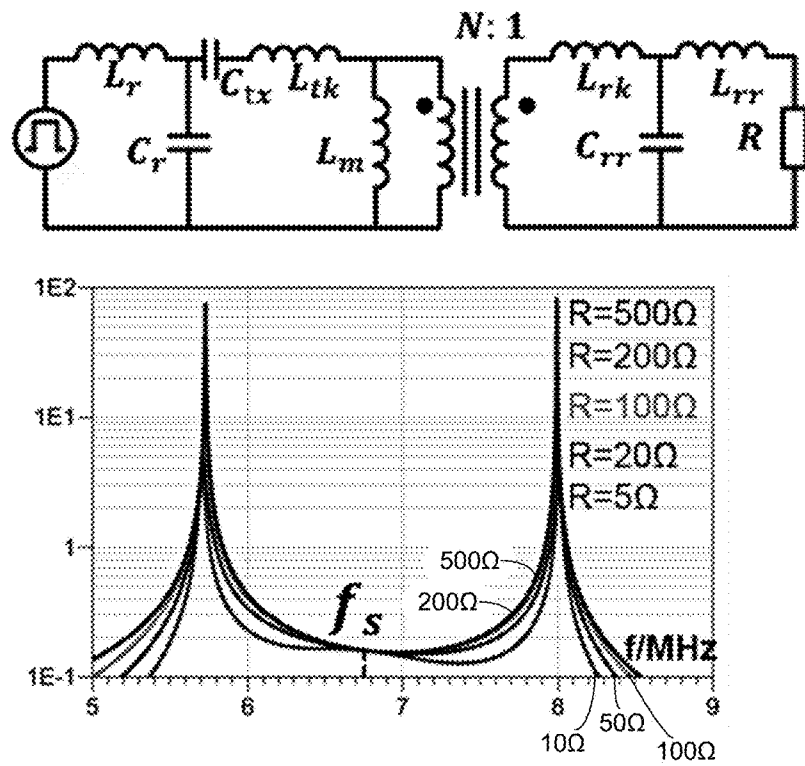 N: 1
L_r C_tx L_tk L_rk L_rr
C_r L_m C_rr R
1E2
R=500Ω
R=200Ω
1E1
R=100Ω
R=20Ω
R=5Ω
1
500Ω
200Ω
f_s
f/MHz
1E-1
5 6 7 8 9
10Ω 50Ω 100Ω